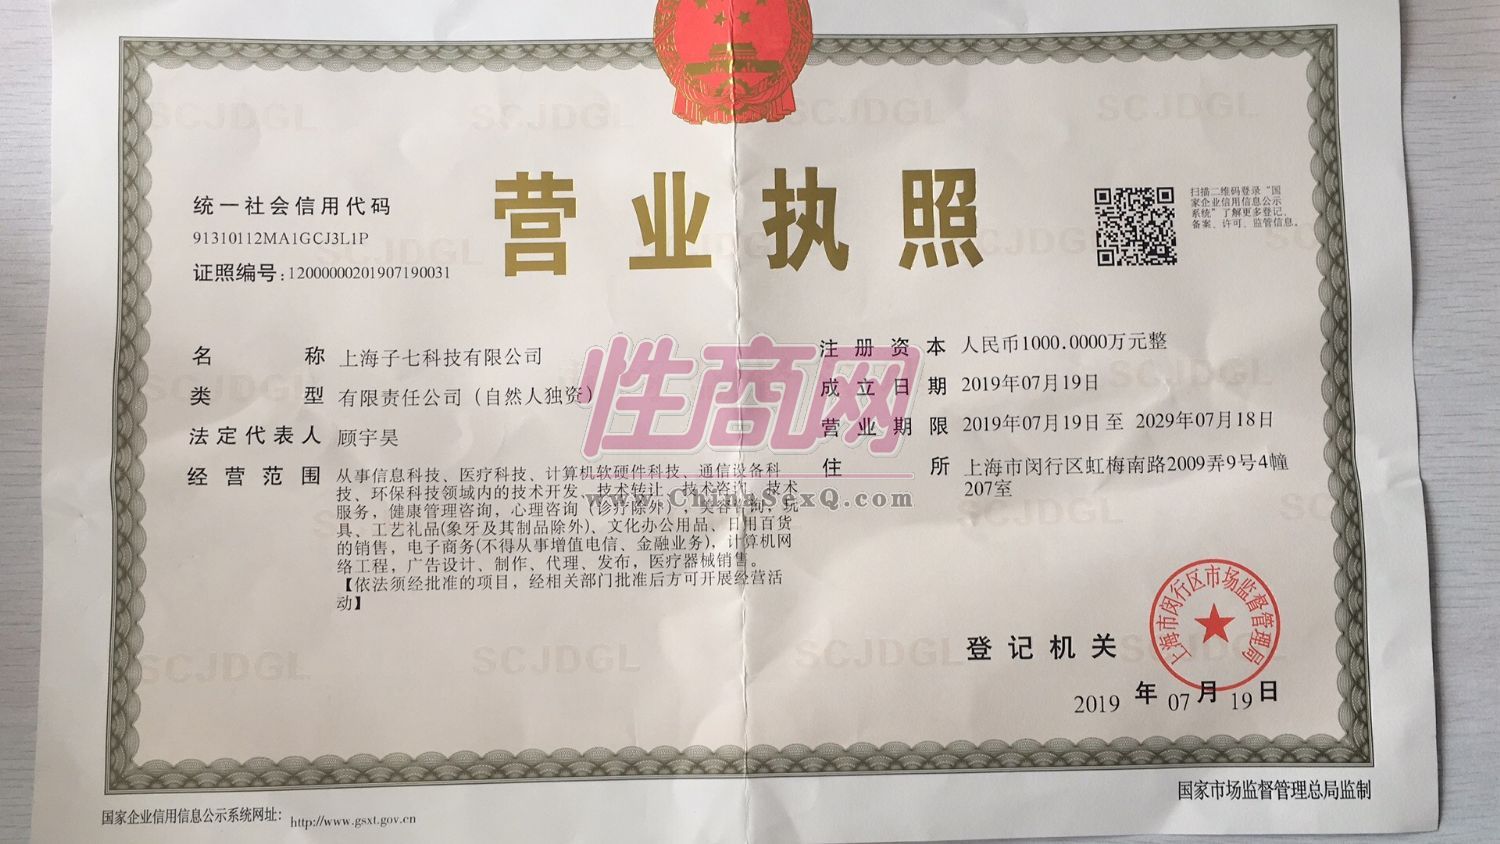 营业执照
统一社会信用代码
91310112MA1GCJ3L1P
证照编号：12000000201907190031
扫描二维码登录“国
家企业信用信息公示
系统”了解更多登记、
备案、许可、监管信息。
名称 上海子七科技有限公司
类型 有限责任公司（自然人独资）
法定代表人 顾宇昊
经营范围 从事信息科技、医疗科技、计算机软硬件科技、通信设备科
技、环保科技领域内的技术开发、技术转让、技术咨询、技术
服务，健康管理咨询，心理咨询（诊疗除外），美容咨询，玩
具、工艺礼品(象牙及其制品除外)、文化办公用品、日用百货
的销售，电子商务(不得从事增值电信、金融业务)，计算机网
络工程，广告设计、制作、代理、发布，医疗器械销售。
【依法须经批准的项目，经相关部门批准后方可开展经营活
动】
注册资本 人民币1000.0000万元整
成立日期 2019年07月19日
营业期限 2019年07月19日至 2029年07月18日
住所 上海市闵行区虹梅南路2009弄9号4幢
207室
性商网
www.ChinaSexQ.com
登记机关
上海市闵行区市场监督管理局
2019 年 07 月 19 日
国家企业信用信息公示系统网址：http://www.gsxt.gov.cn
国家市场监督管理总局监制
SCJDGL